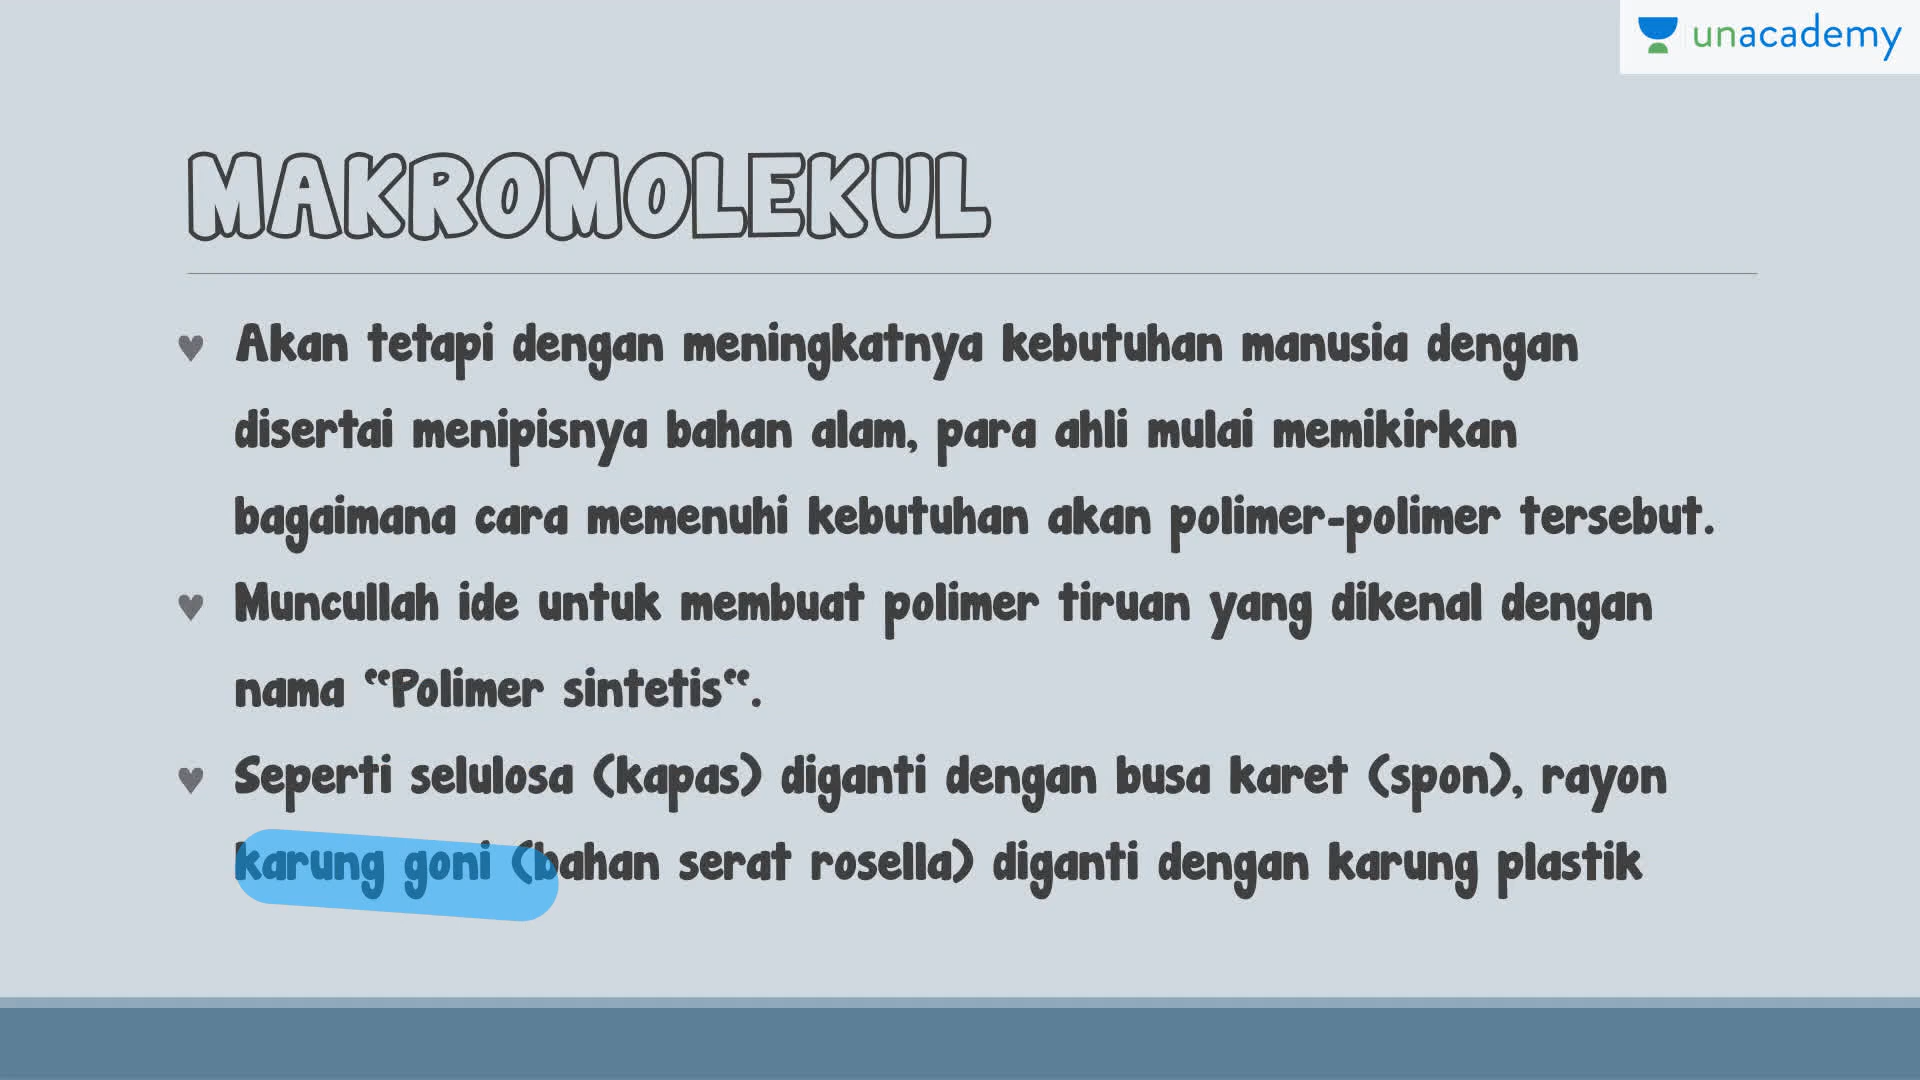 unacademy
MAKROMOLEKUL
♥ Akan tetapi dengan meningkatnya kebutuhan manusia dengan
disertai menipisnya bahan alam, para ahli mulai memikirkan
bagaimana cara memenuhi kebutuhan akan polimer-polimer tersebut.
♥ Muncullah ide untuk membuat polimer tiruan yang dikenal dengan
nama “Polimer sintetis“.
♥ Seperti selulosa (kapas) diganti dengan busa karet (spon), rayon
karung goni (bahan serat rosella) diganti dengan karung plastik